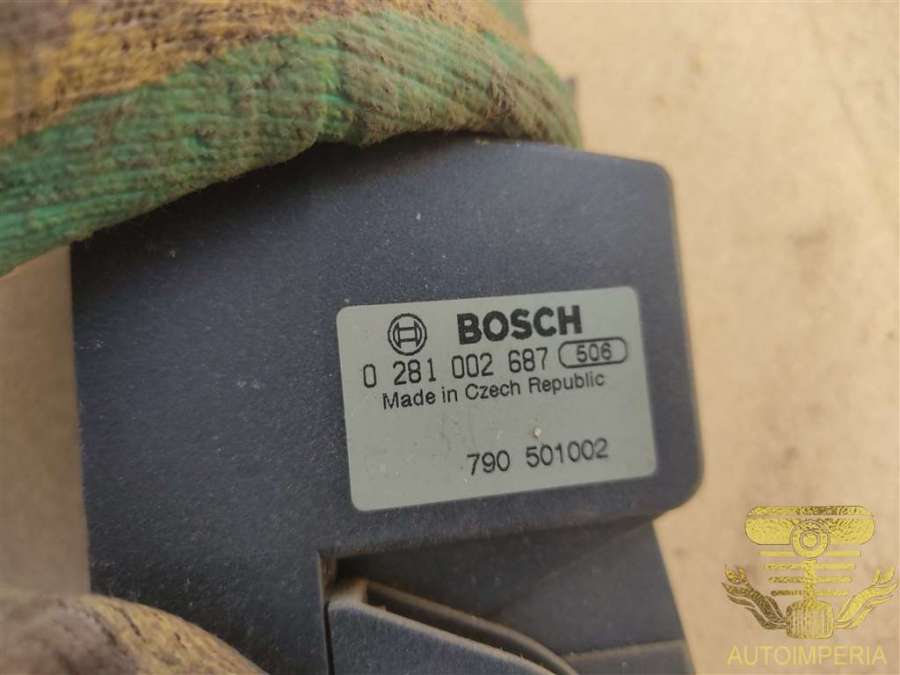 BOSCH
0 281 002 687 506
Made in Czech Republic
790 501002
AUTOIMPERIA